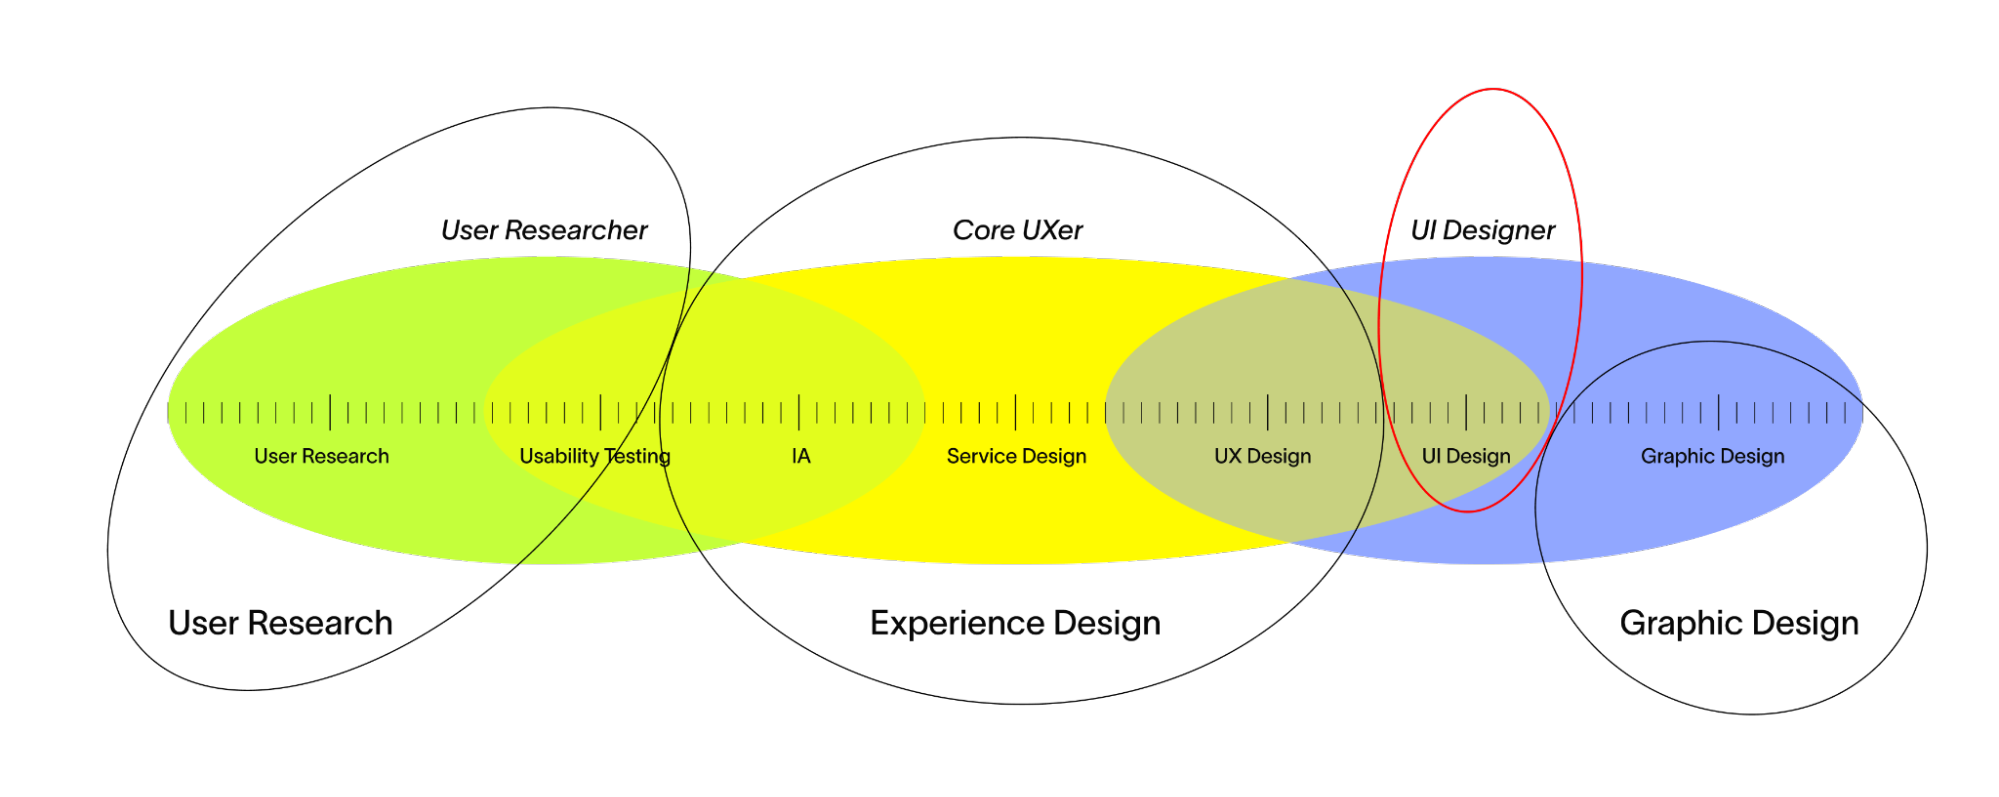 User Researcher
Core UXer
UI Designer
User Research
Usability Testing
IA
Service Design
UX Design
UI Design
Graphic Design
User Research
Experience Design
Graphic Design